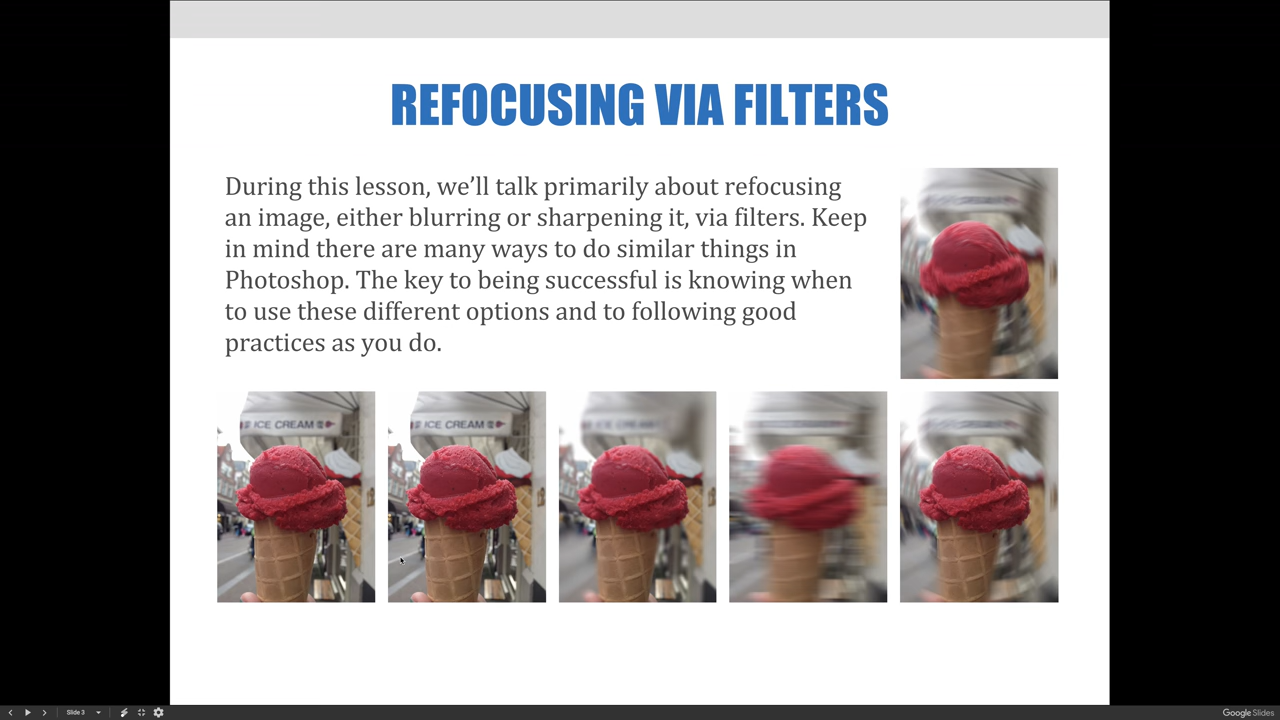 REFOCUSING VIA FILTERS
During this lesson, we’ll talk primarily about refocusing
an image, either blurring or sharpening it, via filters. Keep
in mind there are many ways to do similar things in
Photoshop. The key to being successful is knowing when
to use these different options and to following good
practices as you do.
ICE CREAM
ICE CREAM
Slide 3
Google Slides